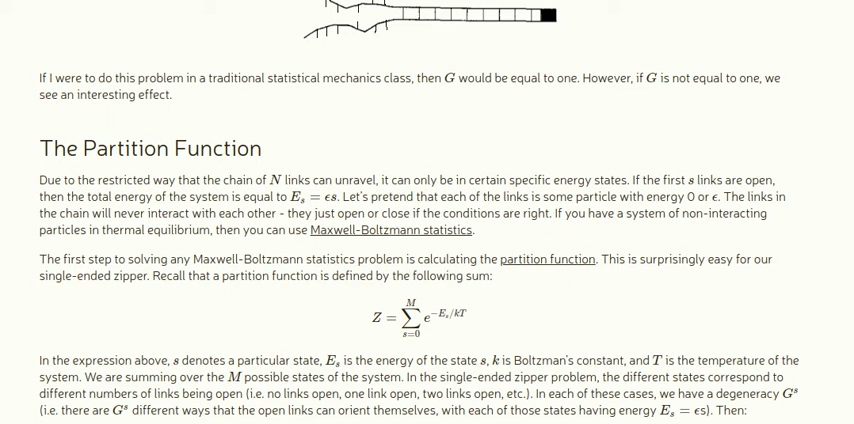 If I were to do this problem in a traditional statistical mechanics class, then G would be equal to one. However, if G is not equal to one, we
see an interesting effect.
The Partition Function
Due to the restricted way that the chain of N links can unravel, it can only be in certain specific energy states. If the first s links are open,
then the total energy of the system is equal to E_s = ϵs. Let's pretend that each of the links is some particle with energy 0 or ϵ. The links in
the chain will never interact with each other - they just open or close if the conditions are right. If you have a system of non-interacting
particles in thermal equilibrium, then you can use Maxwell-Boltzmann statistics.
The first step to solving any Maxwell-Boltzmann statistics problem is calculating the partition function. This is surprisingly easy for our
single-ended zipper. Recall that a partition function is defined by the following sum:
Z = ∑_{s=0}^{M} e^{-E_s/kT}
In the expression above, s denotes a particular state, E_s is the energy of the state s, k is Boltzman's constant, and T is the temperature of the
system. We are summing over the M possible states of the system. In the single-ended zipper problem, the different states correspond to
different numbers of links being open (i.e. no links open, one link open, two links open, etc.). In each of these cases, we have a degeneracy G^s
(i.e. there are G^s different ways that the open links can orient themselves, with each of those states having energy E_s = ϵs). Then: